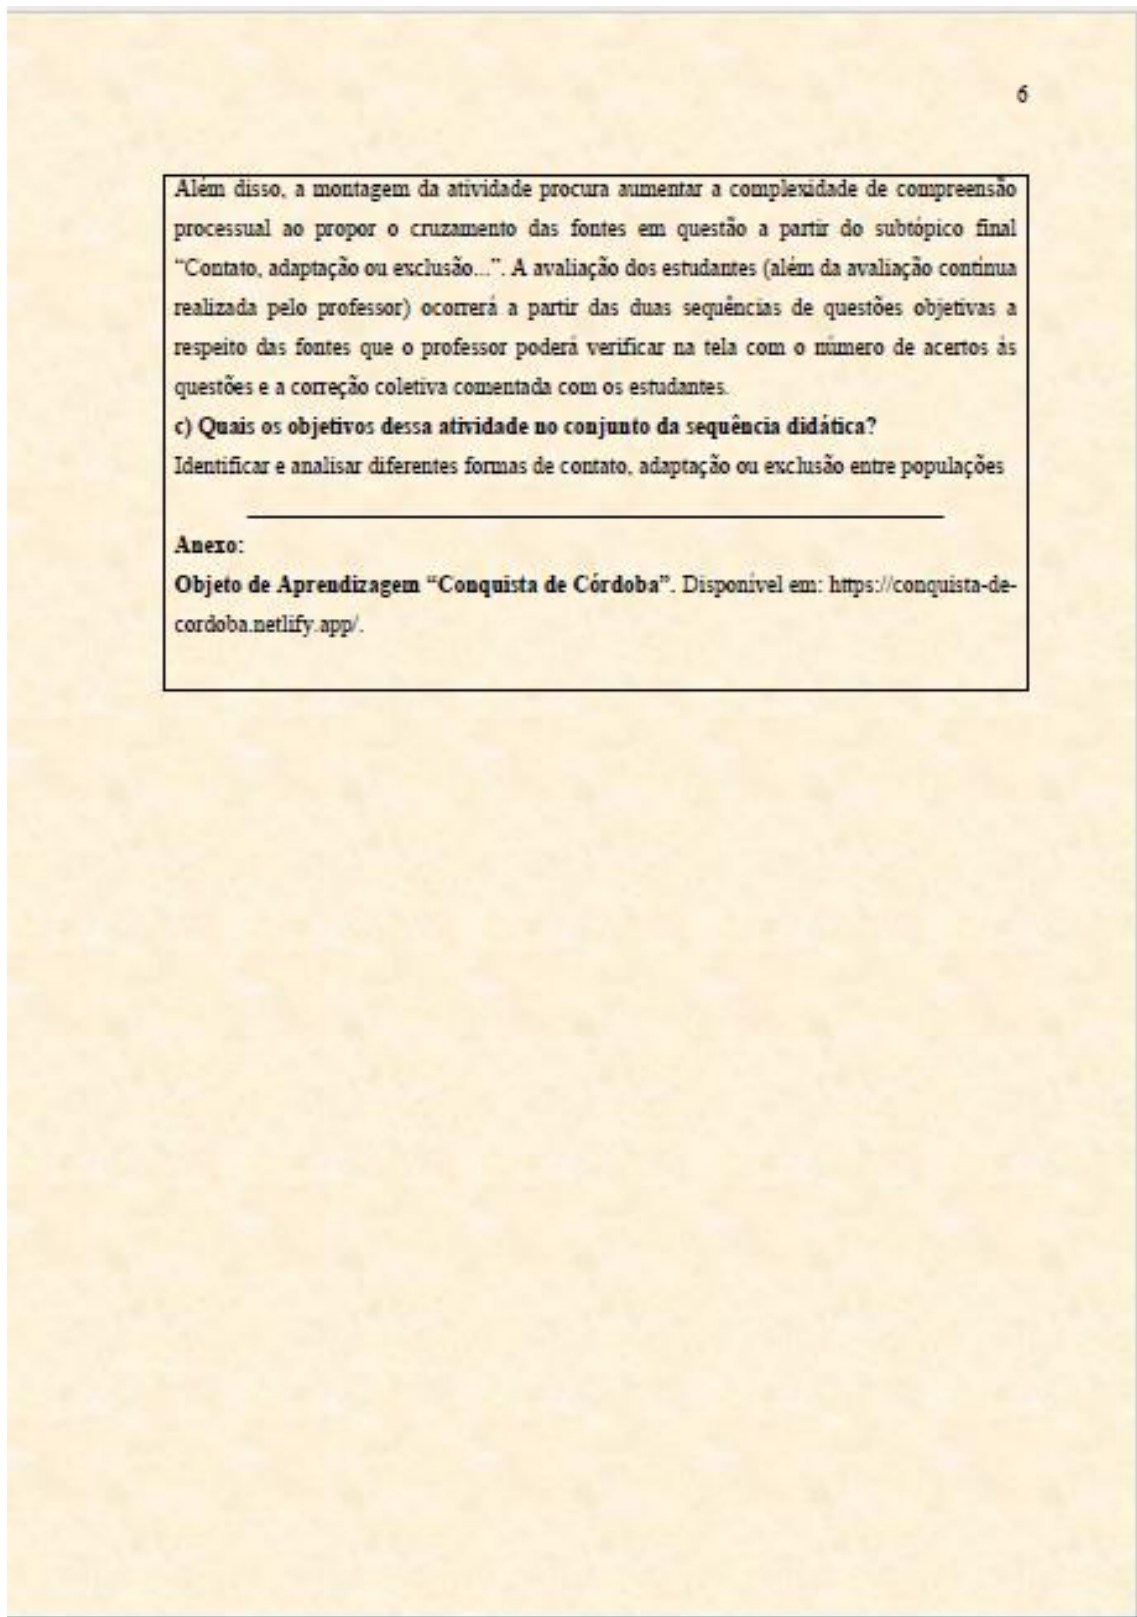 6
Além disso, a montagem da atividade procura aumentar a complexidade de compreensão
processual ao propor o cruzamento das fontes em questão a partir do subtópico final
“Contato, adaptação ou exclusão...”. A avaliação dos estudantes (além da avaliação contínua
realizada pelo professor) ocorrerá a partir das duas sequências de questões objetivas a
respeito das fontes que o professor poderá verificar na tela com o número de acertos às
questões e a correção coletiva comentada com os estudantes.
c) Quais os objetivos dessa atividade no conjunto da sequência didática?
Identificar e analisar diferentes formas de contato, adaptação ou exclusão entre populações
Anexo:
Objeto de Aprendizagem “Conquista de Córdoba”. Disponível em: https://conquista-de-
cordoba.netlify.app/.